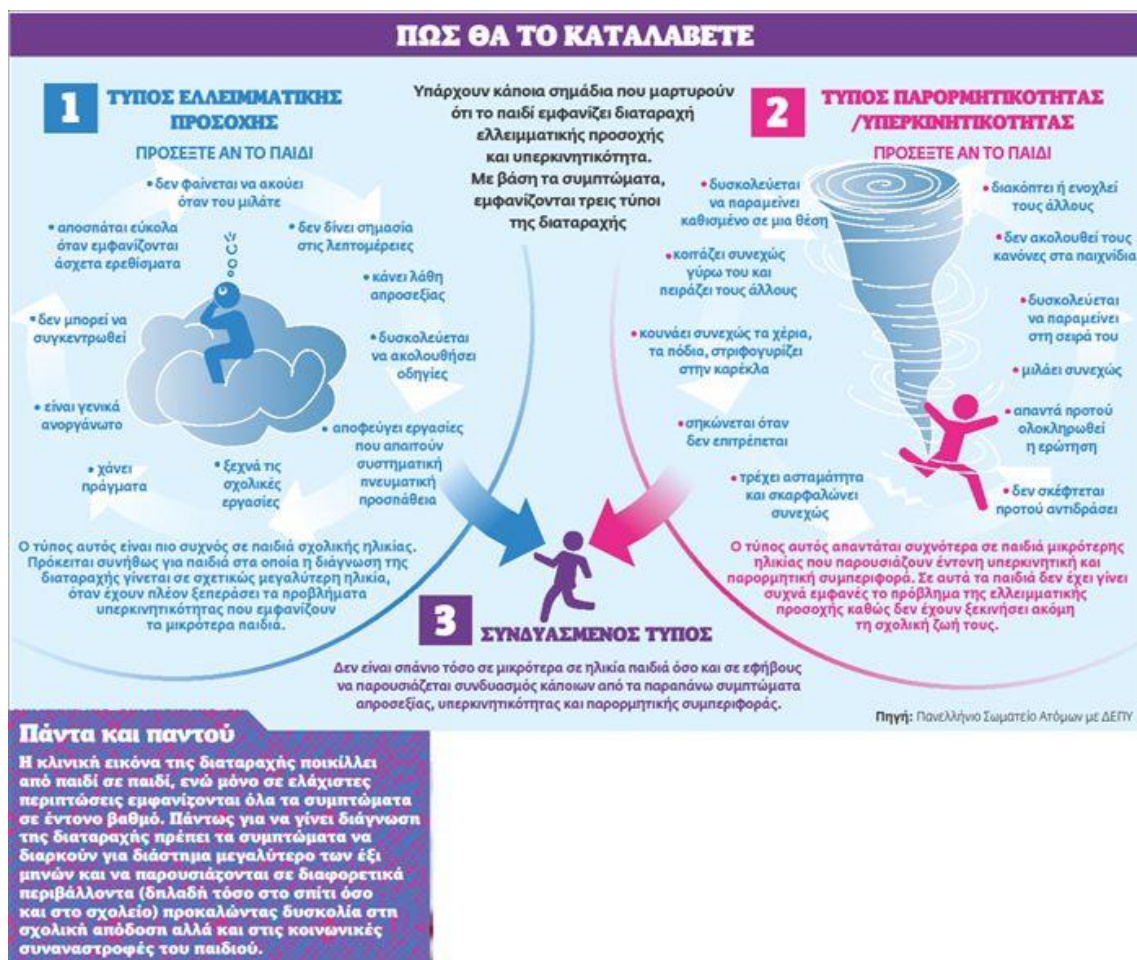 ΠΩΣ ΘΑ ΤΟ ΚΑΤΑΛΑΒΕΤΕ
1
ΤΥΠΟΣ ΕΛΛΕΙΜΜΑΤΙΚΗΣ
ΠΡΟΣΟΧΗΣ
ΠΡΟΣΕΞΤΕ ΑΝ ΤΟ ΠΑΙΔΙ
• δεν φαίνεται να ακούει
όταν του μιλάτε
• δεν δίνει σημασία
στις λεπτομέρειες
• κάνει λάθη
απροσεξίας
• δυσκολεύεται
να ακολουθήσει
οδηγίες
• αποφεύγει εργασίες
που απαιτούν
συστηματική
πνευματική
προσπάθεια
• ξεχνά τις
σχολικές
εργασίες
• χάνει
πράγματα
• είναι γενικά
ανοργάνωτο
• δεν μπορεί να
συγκεντρωθεί
• αποσπάται εύκολα
όταν εμφανίζονται
άσχετα ερεθίσματα
Ο τύπος αυτός είναι πιο συχνός σε παιδιά σχολικής ηλικίας.
Πρόκειται συνήθως για παιδιά στα οποία η διάγνωση της
διαταραχής γίνεται σε σχετικώς μεγαλύτερη ηλικία,
όταν έχουν πλέον ξεπεράσει τα προβλήματα
υπερκινητικότητας που εμφανίζουν
τα μικρότερα παιδιά.
Υπάρχουν κάποια σημάδια που μαρτυρούν
ότι το παιδί εμφανίζει διαταραχή
ελλειμματικής προσοχής
και υπερκινητικότητα.
Με βάση τα συμπτώματα,
εμφανίζονται τρεις τύποι
της διαταραχής
2
ΤΥΠΟΣ ΠΑΡΟΡΜΗΤΙΚΟΤΗΤΑΣ
/ΥΠΕΡΚΙΝΗΤΙΚΟΤΗΤΑΣ
ΠΡΟΣΕΞΤΕ ΑΝ ΤΟ ΠΑΙΔΙ
• δυσκολεύεται
να παραμείνει
καθισμένο σε μια θέση
• κοιτάζει συνεχώς
γύρω του και
πειράζει τους άλλους
• κουνάει συνεχώς τα χέρια,
τα πόδια, στριφογυρίζει
στην καρέκλα
• σηκώνεται όταν
δεν επιτρέπεται
• τρέχει ασταμάτητα
και σκαρφαλώνει
συνεχώς
• διακόπτει ή ενοχλεί
τους άλλους
• δεν ακολουθεί τους
κανόνες στα παιχνίδια
• δυσκολεύεται
να παραμείνει
στη σειρά του
• μιλάει συνεχώς
• απαντά προτού
ολοκληρωθεί
η ερώτηση
• δεν σκέφτεται
προτού αντιδράσει
Ο τύπος αυτός απαντάται συχνότερα σε παιδιά μικρότερης
ηλικίας που παρουσιάζουν έντονη υπερκινητική και
παρορμητική συμπεριφορά. Σε αυτά τα παιδιά δεν έχει γίνει
συχνά εμφανές το πρόβλημα της ελλειμματικής
προσοχής καθώς δεν έχουν ξεκινήσει ακόμη
τη σχολική ζωή τους.
3
ΣΥΝΔΥΑΣΜΕΝΟΣ ΤΥΠΟΣ
Δεν είναι σπάνιο τόσο σε μικρότερα σε ηλικία παιδιά όσο και σε εφήβους
να παρουσιάζεται συνδυασμός κάποιων από τα παραπάνω συμπτώματα
απροσεξίας, υπερκινητικότητας και παρορμητικής συμπεριφοράς.
Πηγή: Πανελλήνιο Σωματείο Ατόμων με ΔΕΠΥ
Πάντα και παντού
Η κλινική εικόνα της διαταραχής ποικίλλει
από παιδί σε παιδί, ενώ μόνο σε ελάχιστες
περιπτώσεις εμφανίζονται όλα τα συμπτώματα
σε έντονο βαθμό. Πάντως για να γίνει διάγνωση
της διαταραχής πρέπει τα συμπτώματα να
διαρκούν για διάστημα μεγαλύτερο των έξι
μηνών και να παρουσιάζονται σε διαφορετικά
περιβάλλοντα (δηλαδή τόσο στο σπίτι όσο
και στο σχολείο) προκαλώντας δυσκολία στη
σχολική απόδοση αλλά και στις κοινωνικές
συναναστροφές του παιδιού.